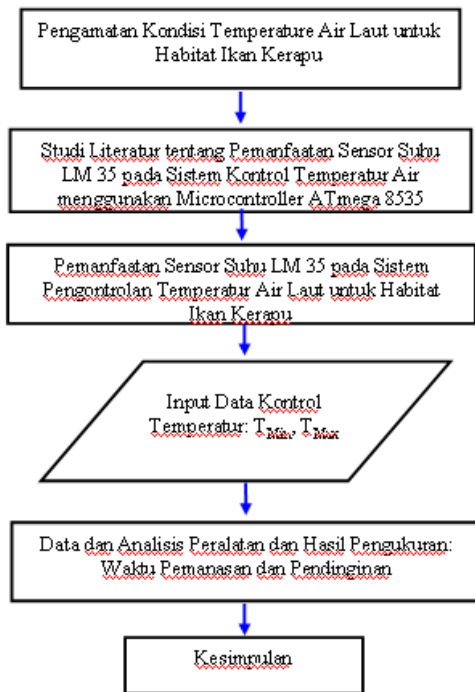 Pengamatan Kondisi Temperature Air Laut untuk
Habitat Ikan Kerapu
Studi Literatur tentang Pemanfaatan Sensor Suhu
LM 35 pada Sistem Kontrol Temperatur Air
menggunakan Microcontroller ATmega 8535
Pemanfaatan Sensor Suhu LM 35 pada Sistem
Pengontrolan Temperatur Air Laut untuk Habitat
Ikan Kerapu
Input Data Kontrol
Temperatur: TMin, TMax
Data dan Analisis Peralatan dan Hasil Pengukuran:
Waktu Pemanasan dan Pendinginan
Kesimpulan